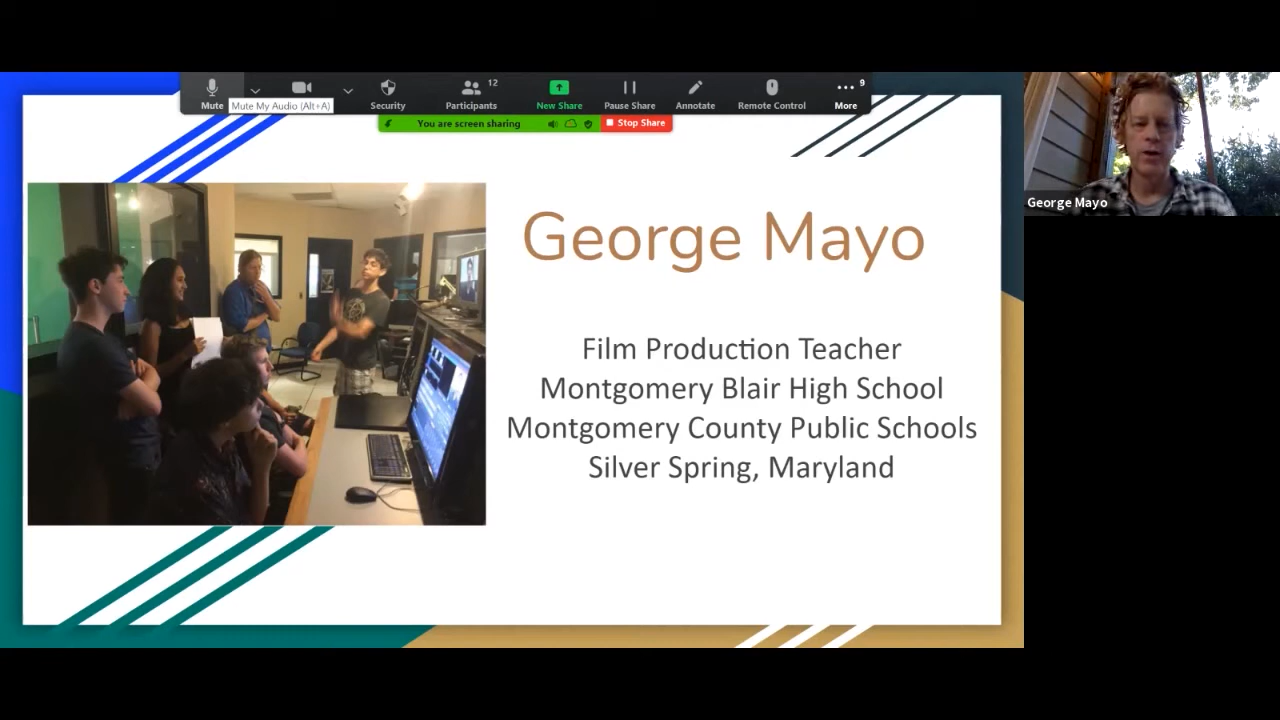 12
9
Mute
Mute My Audio (Alt+A)
Security
Participants
New Share
Pause Share
Annotate
Remote Control
More
You are screen sharing
Stop Share
George Mayo
George Mayo
Film Production Teacher
Montgomery Blair High School
Montgomery County Public Schools
Silver Spring, Maryland